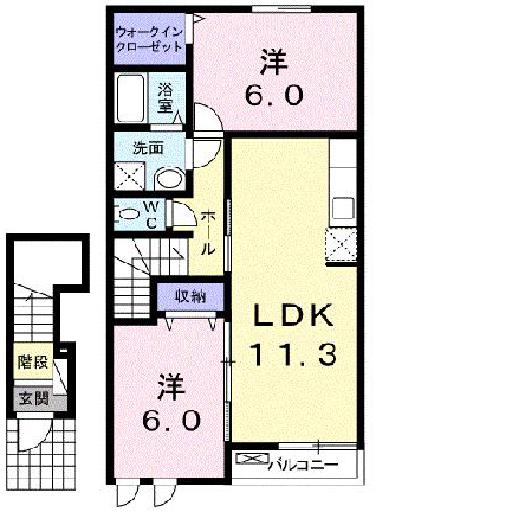 ウォークイン
クローゼット
洋
6.0
浴室
洗面
WC
ホール
収納
LDK
11.3
階段
玄関
洋
6.0
バルコニー